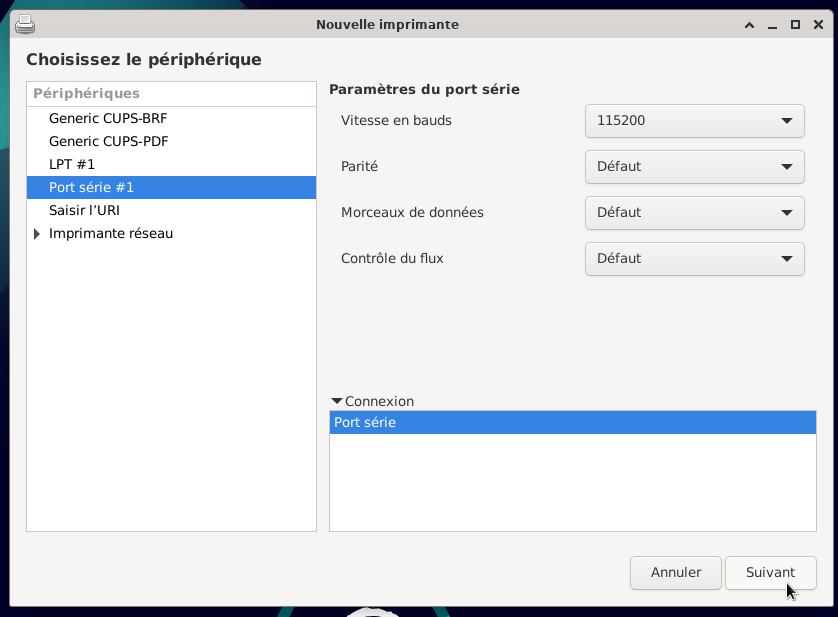 Nouvelle imprimante
Choisissez le périphérique
Périphériques
Generic CUPS-BRF
Generic CUPS-PDF
LPT #1
Port série #1
Saisir l’URI
Imprimante réseau
Paramètres du port série
Vitesse en bauds 115200
Parité Défaut
Morceaux de données Défaut
Contrôle du flux Défaut
Connexion
Port série
Annuler Suivant